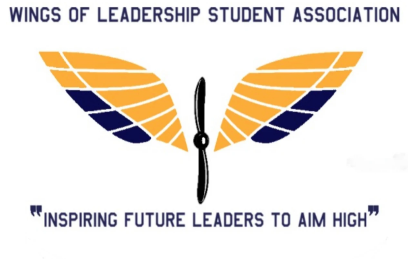 WINGS OF LEADERSHIP STUDENT ASSOCIATION
"INSPIRING FUTURE LEADERS TO AIM HIGH"